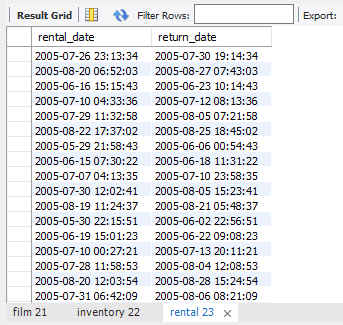 Result Grid Filter Rows: Export:
rental_date return_date
2005-07-26 23:13:34 2005-07-30 19:14:34
2005-08-20 06:52:03 2005-08-27 07:43:03
2005-06-16 15:15:43 2005-06-23 10:14:43
2005-07-10 04:33:36 2005-07-12 08:13:36
2005-07-29 11:32:58 2005-08-05 07:21:58
2005-08-22 17:37:02 2005-08-25 18:45:02
2005-05-29 21:58:43 2005-06-06 00:54:43
2005-06-15 07:30:22 2005-06-18 11:31:22
2005-07-07 04:13:35 2005-07-10 23:58:35
2005-07-30 12:02:41 2005-08-05 15:23:41
2005-08-19 11:24:37 2005-08-21 05:48:37
2005-05-30 22:15:51 2005-06-02 22:56:51
2005-06-19 15:01:23 2005-06-22 09:08:23
2005-07-10 00:27:21 2005-07-13 20:11:21
2005-07-28 11:58:53 2005-08-04 12:08:53
2005-08-20 12:03:54 2005-08-28 15:24:54
2005-07-31 06:42:09 2005-08-06 08:21:09
film 21 inventory 22 rental 23